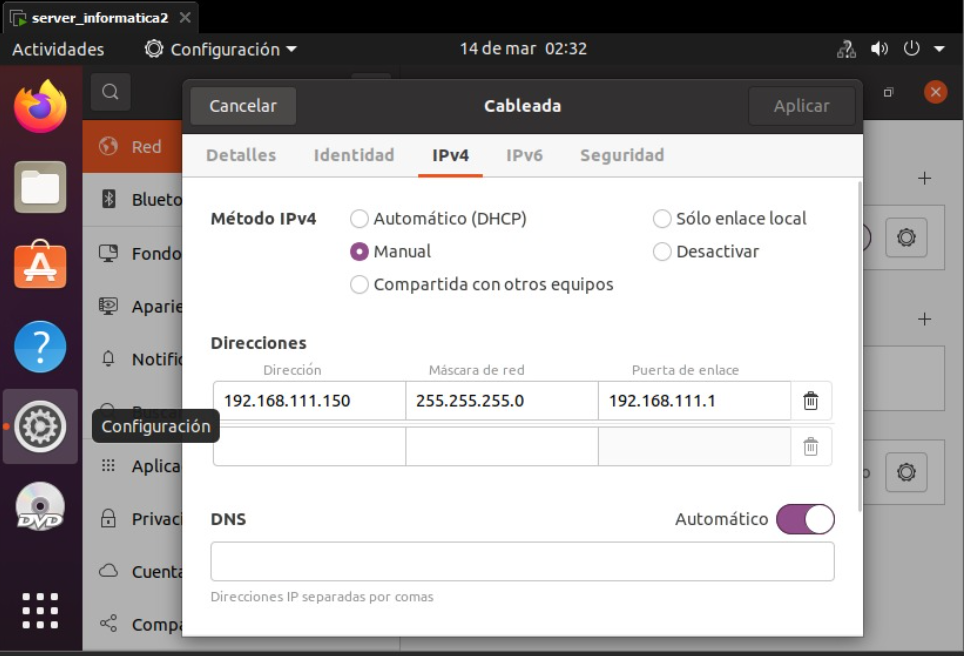 server_informatica2
Actividades Configuración 14 de mar 02:32
Cancelar Cableada Aplicar
Red
Detalles Identidad IPv4 IPv6 Seguridad
Método IPv4 Automático (DHCP) Sólo enlace local
Manual Desactivar
Compartida con otros equipos
Direcciones
Dirección Máscara de red Puerta de enlace
192.168.111.150 255.255.255.0 192.168.111.1
DNS Automático
Direcciones IP separadas por comas
Blueto
Fondo
Aparie
Notific
Configuración
Aplica
Privaci
Cuenta
Compa
DVD